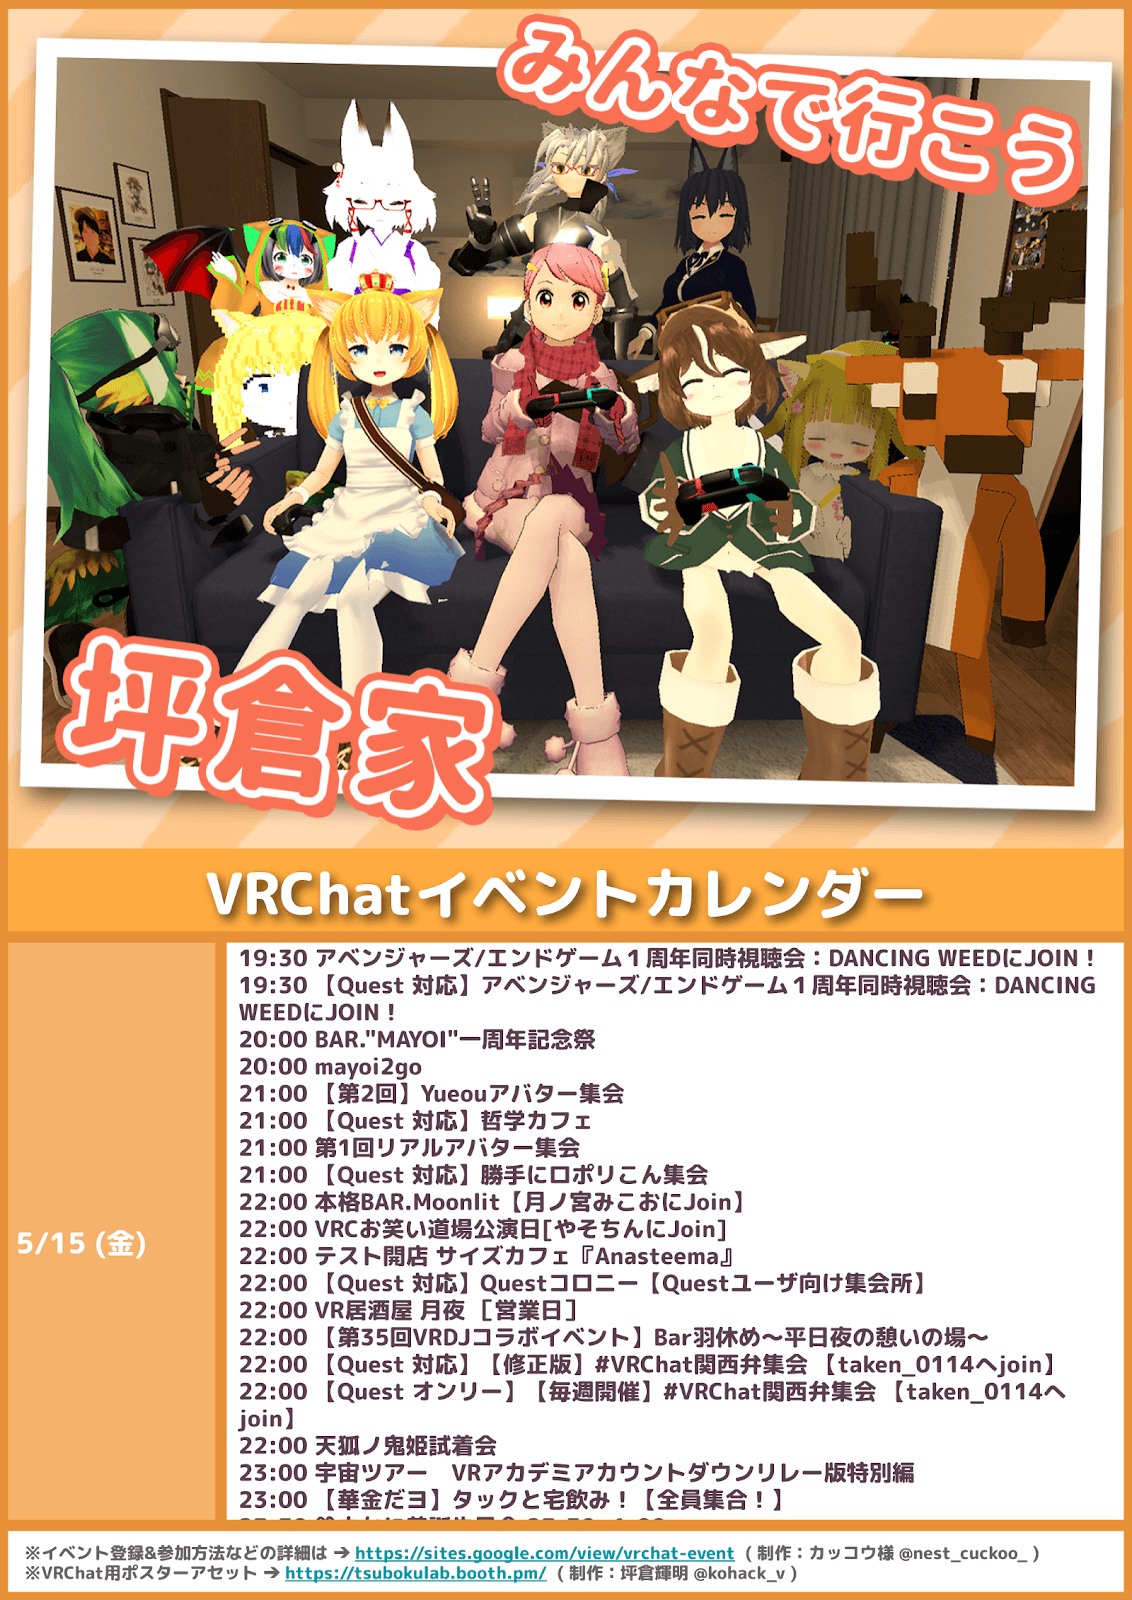 みんなで行こう
坪倉家
VRChatイベントカレンダー
5/15 (金)
19:30 アベンジャーズ/エンドゲーム１周年同時視聴会：DANCING WEEDにJOIN！
19:30 【Quest 対応】アベンジャーズ/エンドゲーム１周年同時視聴会：DANCING
WEEDにJOIN！
20:00 BAR."MAYOI"一周年記念祭
20:00 mayoi2go
21:00 【第2回】Yueouアバター集会
21:00 【Quest 対応】哲学カフェ
21:00 第1回リアルアバター集会
21:00 【Quest 対応】勝手にロポリこん集会
22:00 本格BAR.Moonlit【月ノ宮みこおにJoin】
22:00 VRCお笑い道場公演日[やそちんにJoin]
22:00 テスト開店 サイズカフェ『Anasteema』
22:00 【Quest 対応】Questコロニー【Questユーザ向け集会所】
22:00 VR居酒屋 月夜 ［営業日］
22:00 【第35回VRDJコラボイベント】Bar羽休め～平日夜の憩いの場～
22:00 【Quest 対応】【修正版】#VRChat関西弁集会 【taken_0114へjoin】
22:00 【Quest オンリー】【毎週開催】#VRChat関西弁集会 【taken_0114へ
join】
22:00 天狐ノ鬼姫試着会
23:00 宇宙ツアー　VRアカデミアカウントダウンリレー版特別編
23:00 【華金だヨ】タックと宅飲み！【全員集合！】
※イベント登録&参加方法などの詳細は ➔ https://sites.google.com/view/vrchat-event （制作：カッコウ様 @nest_cuckoo_ ）
※VRChat用ポスターアセット ➔ https://tsubokulab.booth.pm/ （制作：坪倉輝明 @kohack_v ）